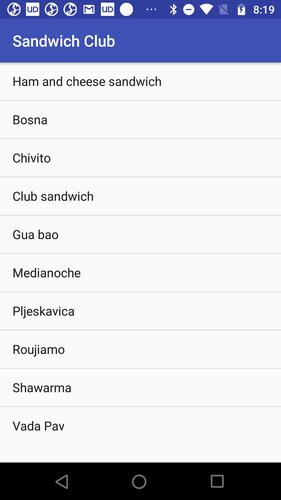 UD UD ... 8:19
Sandwich Club
Ham and cheese sandwich
Bosna
Chivito
Club sandwich
Gua bao
Medianoche
Pljeskavica
Roujiamo
Shawarma
Vada Pav